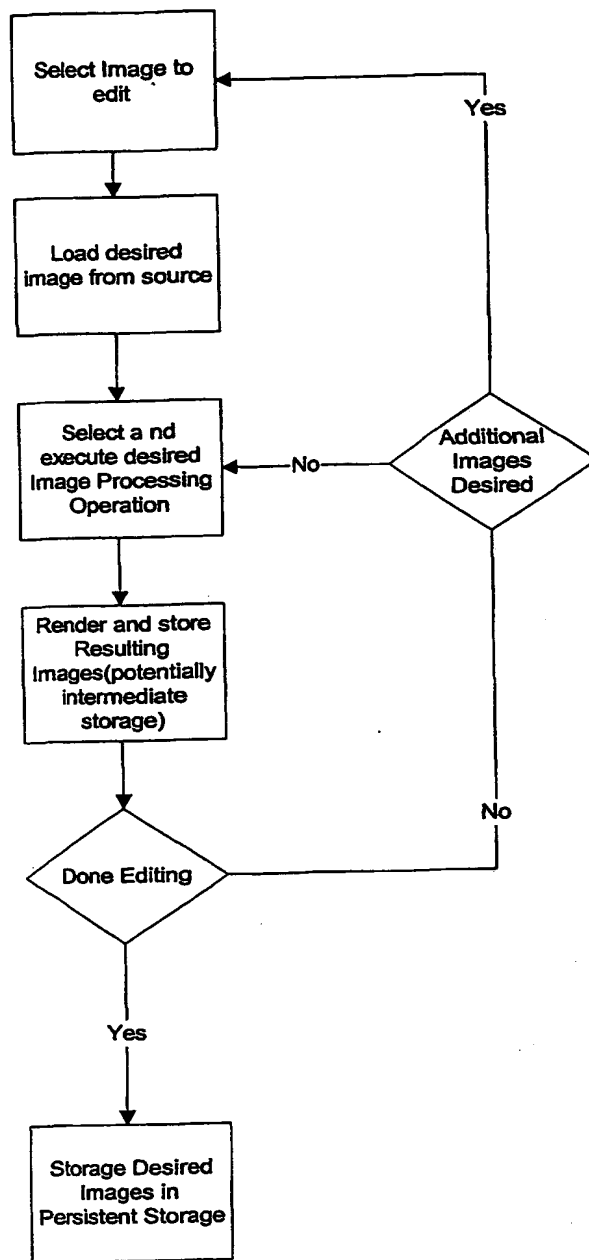 Select Image to
edit
Yes
Load desired
image from source
Select a nd
execute desired
Image Processing
Operation
No
Additional
Images
Desired
Render and store
Resulting
Images(potentially
intermediate
storage)
No
Done Editing
Yes
Storage Desired
Images in
Persistent Storage